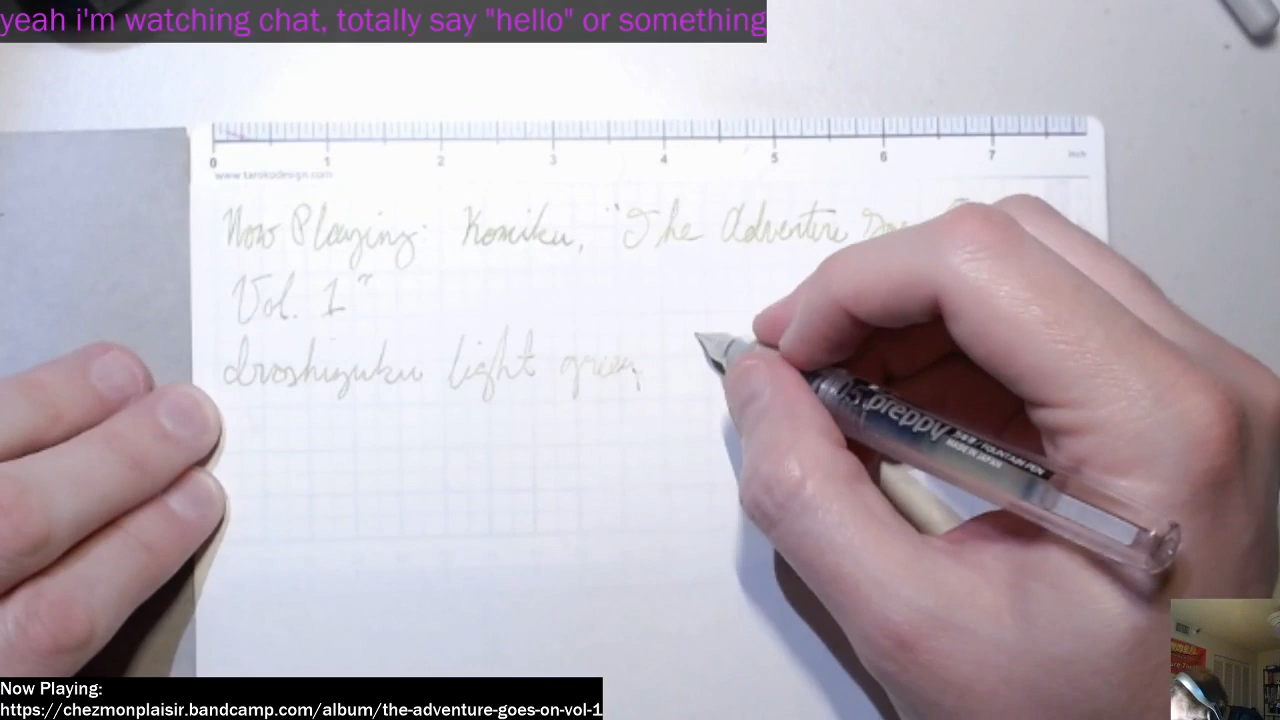 yeah i'm watching chat, totally say "hello" or something
0 1 2 3 4 5 6 7 inch
www.tarokodesign.com
Now Playing: Komiku, "The Adventure Goes
Vol. 1"
Iroshizuku light green
05 preppy
MADE IN JAPAN
Now Playing:
https://chezmonplaisir.bandcamp.com/album/the-adventure-goes-on-vol-1